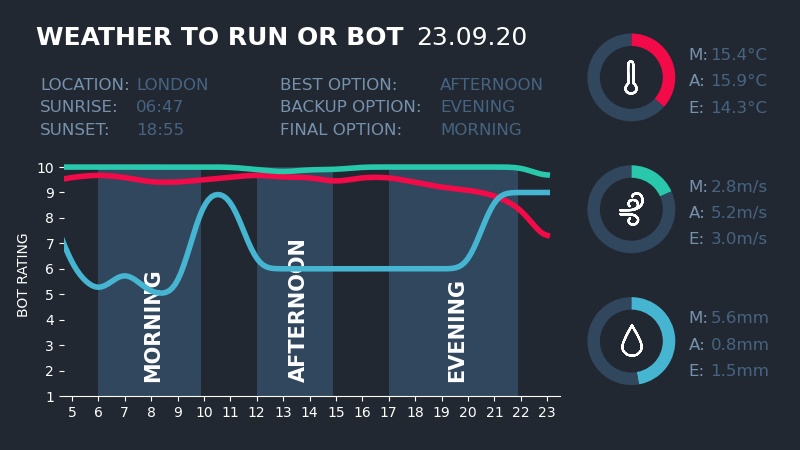 WEATHER TO RUN OR BOT 23.09.20
LOCATION: LONDON BEST OPTION: AFTERNOON
SUNRISE: 06:47 BACKUP OPTION: EVENING
SUNSET: 18:55 FINAL OPTION: MORNING
M: 15.4°C
A: 15.9°C
E: 14.3°C
M: 2.8m/s
A: 5.2m/s
E: 3.0m/s
M: 5.6mm
A: 0.8mm
E: 1.5mm
BOT RATING
10
9
8
7
6
5
4
3
2
1
MORNING
AFTERNOON
EVENING
5 6 7 8 9 10 11 12 13 14 15 16 17 18 19 20 21 22 23